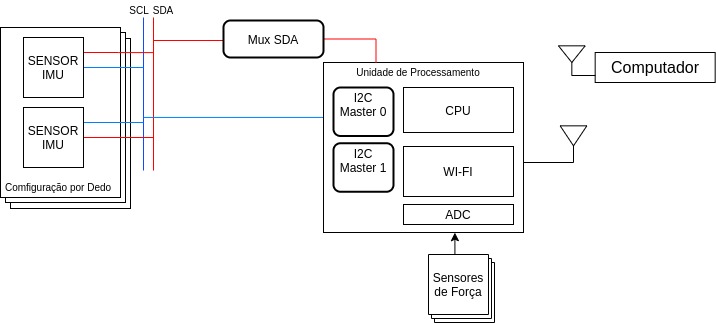 SCL SDA
SENSOR
IMU
SENSOR
IMU
Comfiguração por Dedo
Mux SDA
Unidade de Processamento
I2C
Master 0
I2C
Master 1
CPU
WI-FI
ADC
Sensores
de Força
Computador